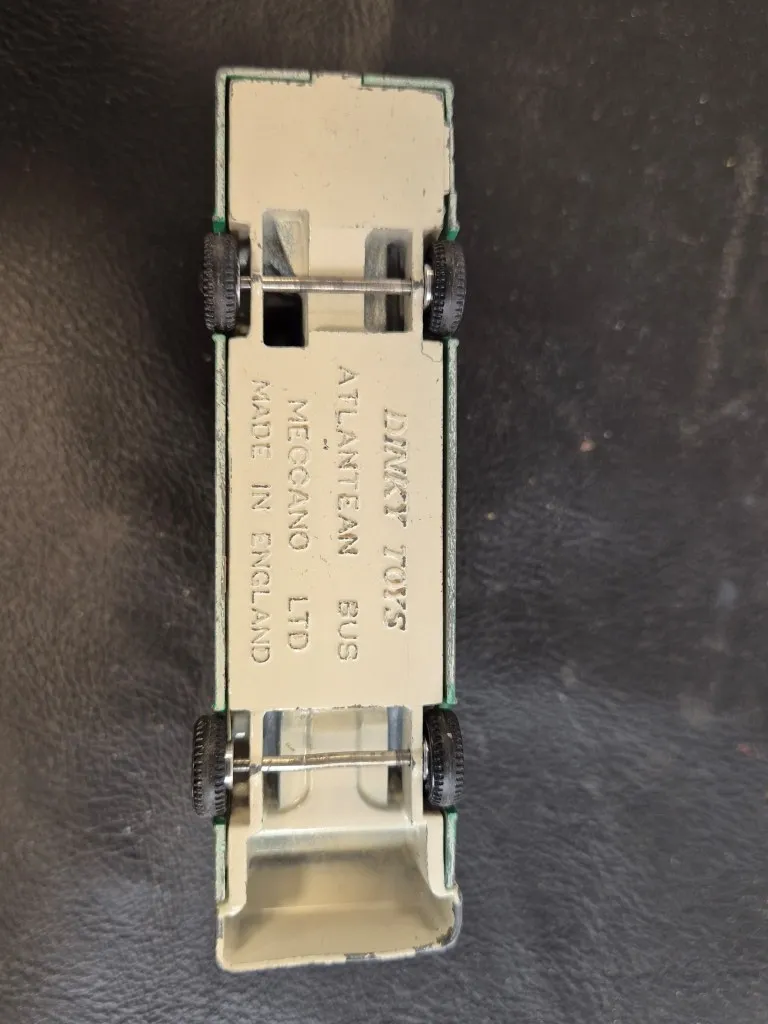 DINKY TOYS
ATLANTEAN BUS
MECCANO LTD
MADE IN ENGLAND